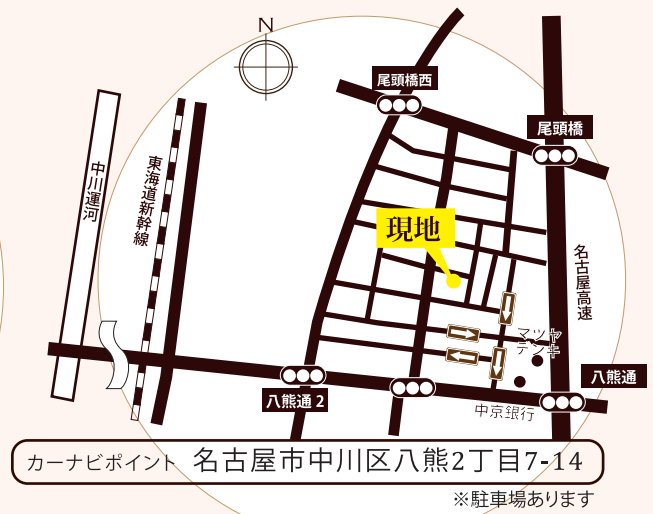 N
尾頭橋西
尾頭橋
中川運河
東海道新幹線
現地
名古屋高速
マツヤ
デンキ
八熊通
八熊通 2
中京銀行
カーナビポイント 名古屋市中川区八熊2丁目7-14
※駐車場あります